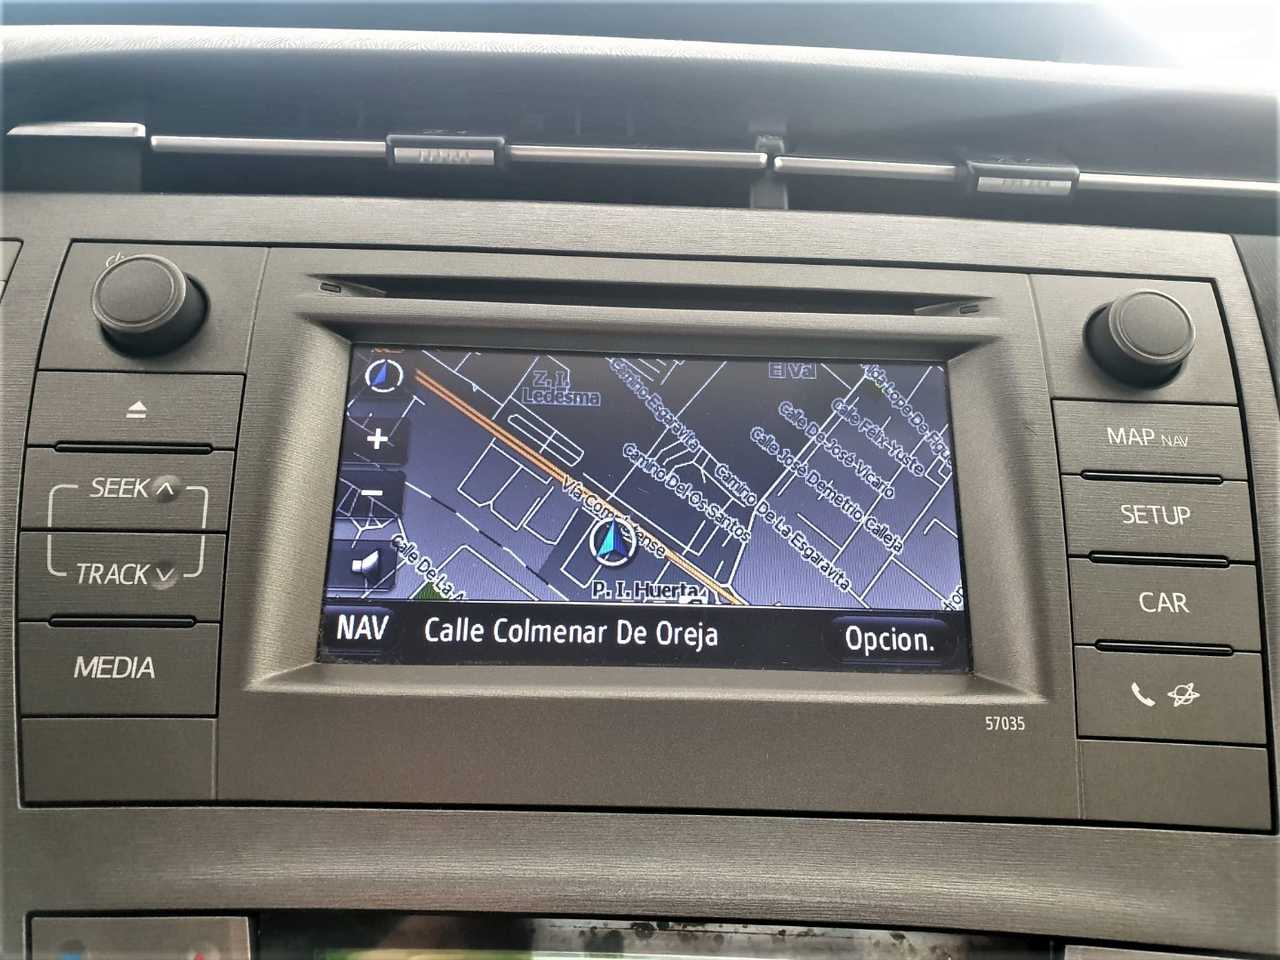 El Val
Z. I.
Ledesma
Camino Esgaravita
Calle De José Vicario
Calle Félix Yuste
Calle José Demetrio Calleja
Camino Del Os Santos
Camino De La Esgaravita
Vía Complutense
Calle De La A
P. I. Huerta
+
-
NAV
Calle Colmenar De Oreja
Opcion.
SEEK
TRACK
MEDIA
MAP NAV
SETUP
CAR
57035